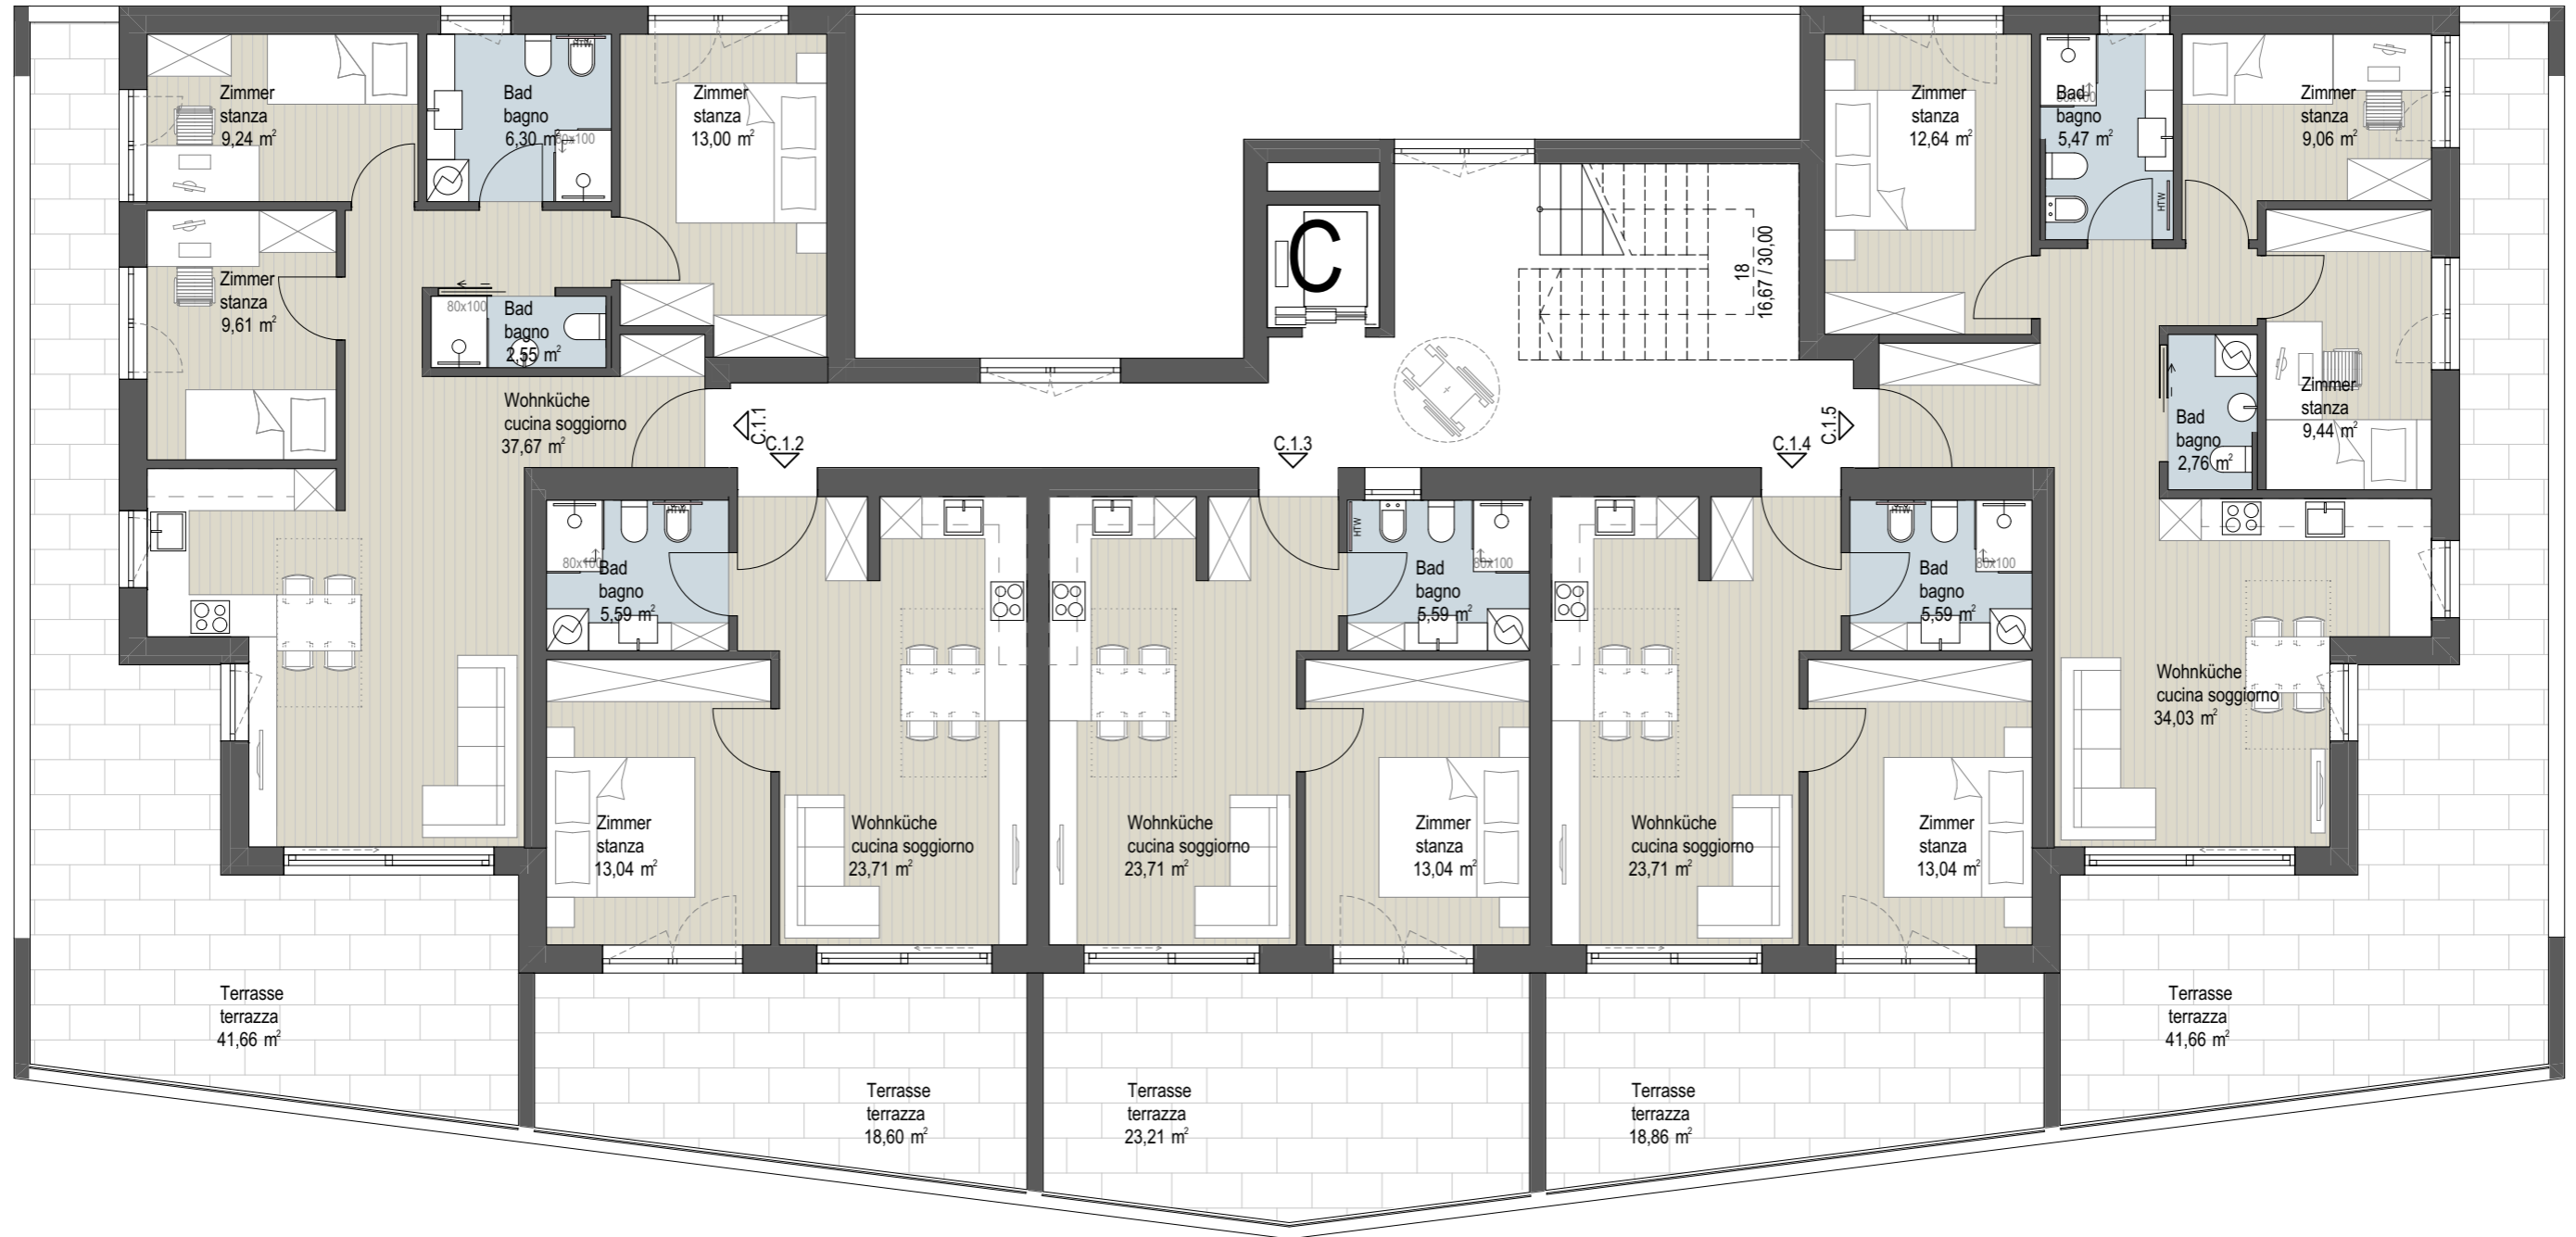 Zimmer
stanza
9,24 m²
Bad
bagno
6,30 m²
80x100
HTW
Zimmer
stanza
13,00 m²
Zimmer
stanza
12,64 m²
Bad
bagno
5,47 m²
80x100
HTW
Zimmer
stanza
9,06 m²
Zimmer
stanza
9,61 m²
80x100
Bad
bagno
2,55 m²
C
18
16,67 / 30,00
Wohnküche
cucina soggiorno
37,67 m²
C.1.1
C.1.2
C.1.3
C.1.4
C.1.5
Bad
bagno
2,76 m²
Zimmer
stanza
9,44 m²
HTW
80x100
Bad
bagno
5,59 m²
HTW
80x100
Bad
bagno
5,59 m²
HTW
80x100
Bad
bagno
5,59 m²
Wohnküche
cucina soggiorno
34,03 m²
Zimmer
stanza
13,04 m²
Wohnküche
cucina soggiorno
23,71 m²
Wohnküche
cucina soggiorno
23,71 m²
Zimmer
stanza
13,04 m²
Wohnküche
cucina soggiorno
23,71 m²
Zimmer
stanza
13,04 m²
Terrasse
terrazza
41,66 m²
Terrasse
terrazza
18,60 m²
Terrasse
terrazza
23,21 m²
Terrasse
terrazza
18,86 m²
Terrasse
terrazza
41,66 m²